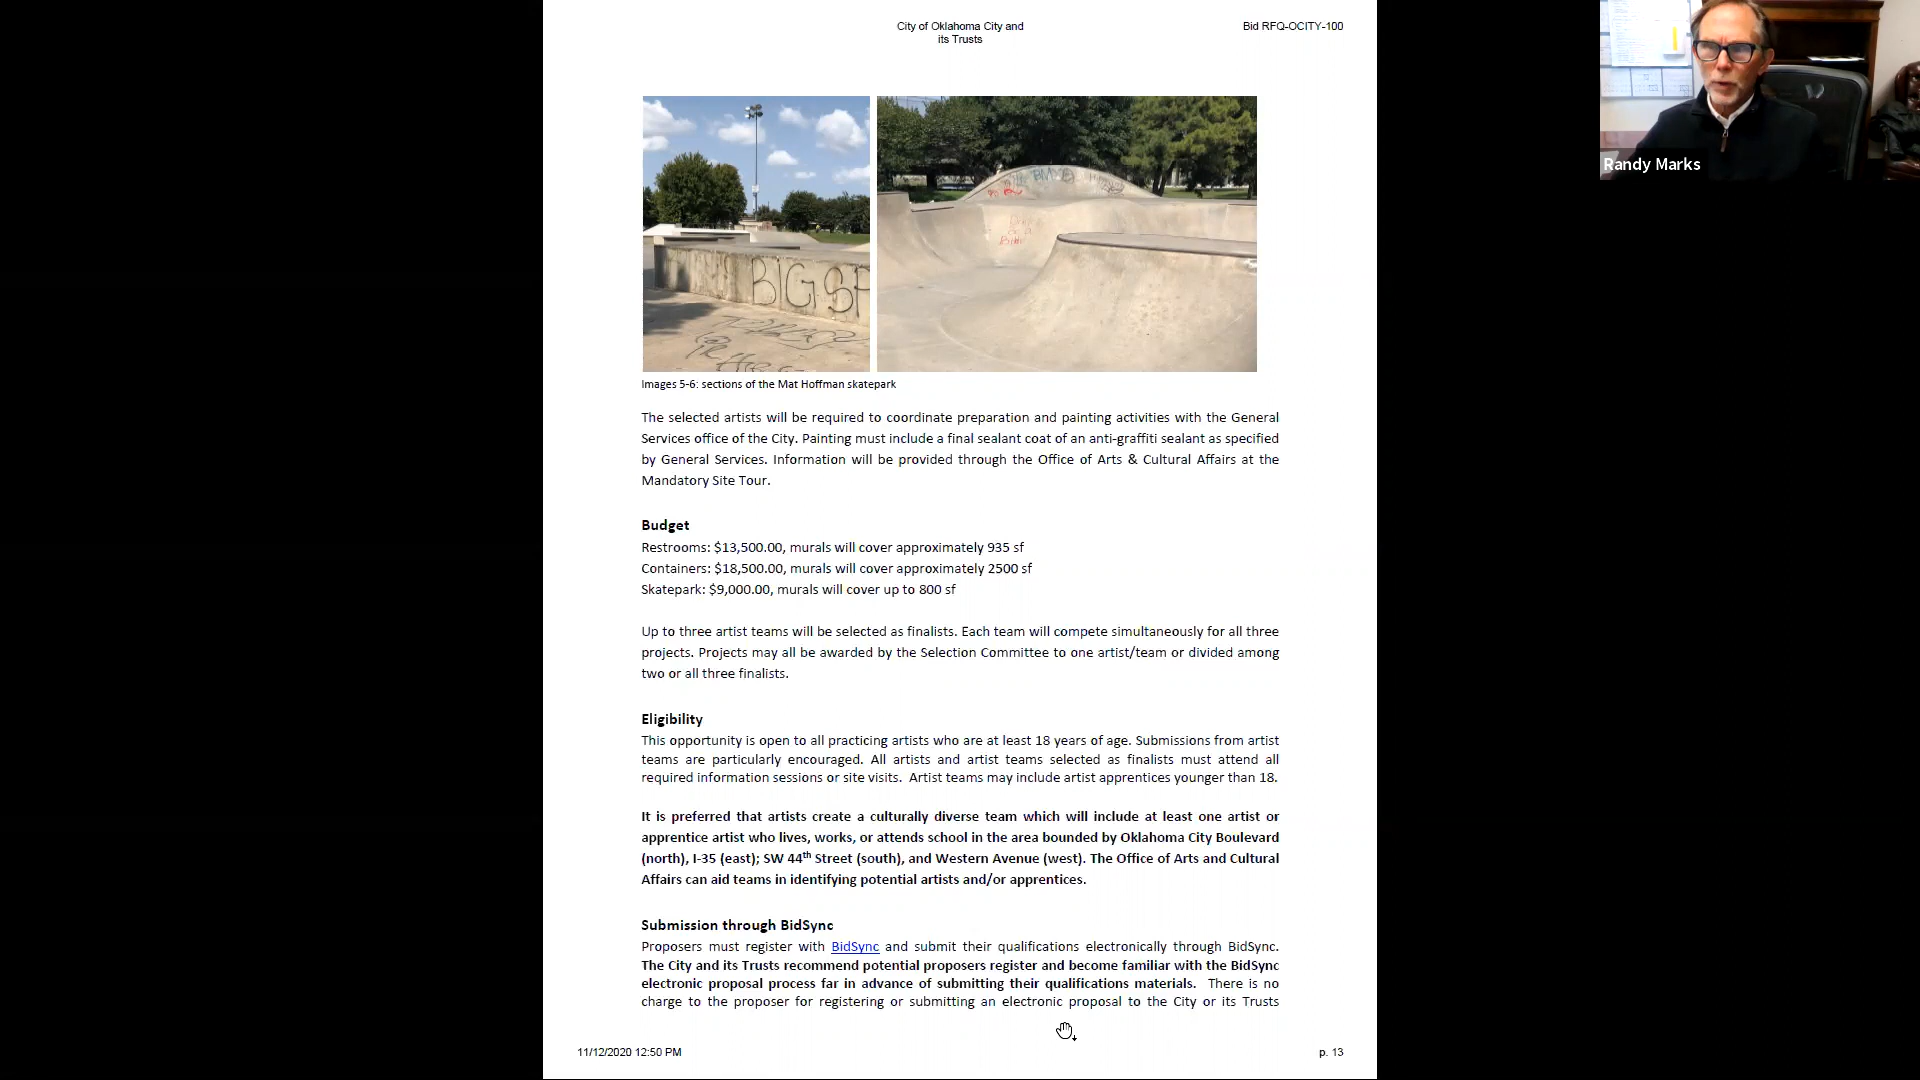 City of Oklahoma City and
its Trusts
Bid RFQ-OCITY-100
BIG SP
BMX
Images 5-6: sections of the Mat Hoffman skatepark
The selected artists will be required to coordinate preparation and painting activities with the General
Services office of the City. Painting must include a final sealant coat of an anti-graffiti sealant as specified
by General Services. Information will be provided through the Office of Arts & Cultural Affairs at the
Mandatory Site Tour.
Budget
Restrooms: $13,500.00, murals will cover approximately 935 sf
Containers: $18,500.00, murals will cover approximately 2500 sf
Skatepark: $9,000.00, murals will cover up to 800 sf
Up to three artist teams will be selected as finalists. Each team will compete simultaneously for all three
projects. Projects may all be awarded by the Selection Committee to one artist/team or divided among
two or all three finalists.
Eligibility
This opportunity is open to all practicing artists who are at least 18 years of age. Submissions from artist
teams are particularly encouraged. All artists and artist teams selected as finalists must attend all
required information sessions or site visits. Artist teams may include artist apprentices younger than 18.
It is preferred that artists create a culturally diverse team which will include at least one artist or
apprentice artist who lives, works, or attends school in the area bounded by Oklahoma City Boulevard
(north), I-35 (east); SW 44th Street (south), and Western Avenue (west). The Office of Arts and Cultural
Affairs can aid teams in identifying potential artists and/or apprentices.
Submission through BidSync
Proposers must register with BidSync and submit their qualifications electronically through BidSync.
The City and its Trusts recommend potential proposers register and become familiar with the BidSync
electronic proposal process far in advance of submitting their qualifications materials. There is no
charge to the proposer for registering or submitting an electronic proposal to the City or its Trusts
11/12/2020 12:50 PM
p. 13
Randy Marks